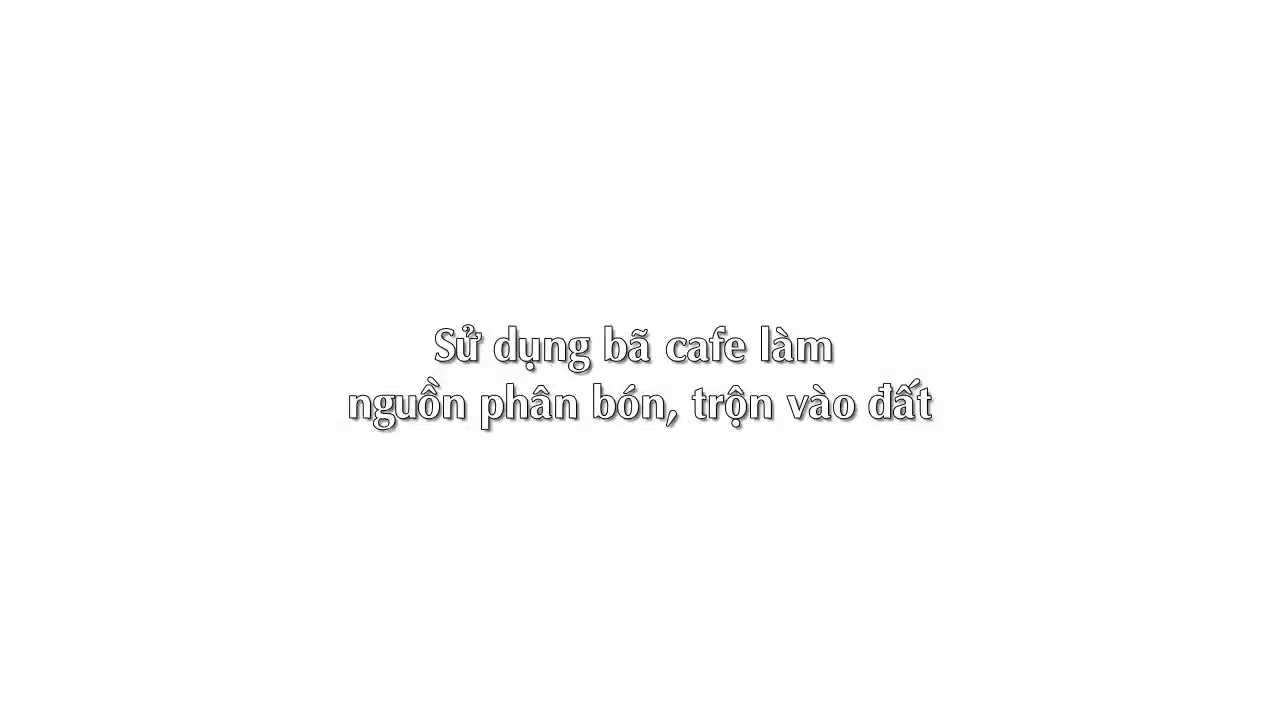 Sử dụng bã cafe làm
nguồn phân bón, trộn vào đất